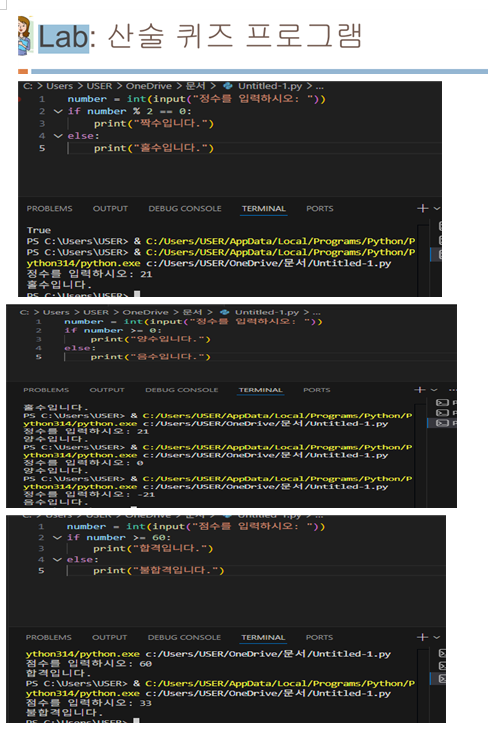 Lab: 산술 퀴즈 프로그램
C: > Users > USER > OneDrive > 문서 > Untitled-1.py > ...
1 number = int(input("정수를 입력하시오: "))
2 if number % 2 == 0:
3 print("짝수입니다.")
4 else:
5 print("홀수입니다.")
PROBLEMS OUTPUT DEBUG CONSOLE TERMINAL PORTS
True
PS C:\Users\USER> & C:/Users/USER/AppData/Local/Programs/Python/P
PS C:\Users\USER> & C:/Users/USER/AppData/Local/Programs/Python/P
ython314/python.exe c:/Users/USER/OneDrive/문서/Untitled-1.py
정수를 입력하시오: 21
홀수입니다.
PS C:\Users\USER>
C: > Users > USER > OneDrive > 문서 > Untitled-1.py > ...
1 number = int(input("정수를 입력하시오: "))
2 if number >= 0:
3 print("양수입니다.")
4 else:
5 print("음수입니다.")
PROBLEMS OUTPUT DEBUG CONSOLE TERMINAL PORTS
홀수입니다.
PS C:\Users\USER> & C:/Users/USER/AppData/Local/Programs/Python/P
ython314/python.exe c:/Users/USER/OneDrive/문서/Untitled-1.py
정수를 입력하시오: 21
양수입니다.
PS C:\Users\USER> & C:/Users/USER/AppData/Local/Programs/Python/P
ython314/python.exe c:/Users/USER/OneDrive/문서/Untitled-1.py
정수를 입력하시오: 0
양수입니다.
PS C:\Users\USER> & C:/Users/USER/AppData/Local/Programs/Python/P
ython314/python.exe c:/Users/USER/OneDrive/문서/Untitled-1.py
정수를 입력하시오: -21
음수입니다.
C: > Users > USER > OneDrive > 문서 > Untitled-1.py > ...
1 number = int(input("점수를 입력하시오: "))
2 if number >= 60:
3 print("합격입니다.")
4 else:
5 print("불합격입니다.")
PROBLEMS OUTPUT DEBUG CONSOLE TERMINAL PORTS
ython314/python.exe c:/Users/USER/OneDrive/문서/Untitled-1.py
점수를 입력하시오: 60
합격입니다.
PS C:\Users\USER> & C:/Users/USER/AppData/Local/Programs/Python/P
ython314/python.exe c:/Users/USER/OneDrive/문서/Untitled-1.py
점수를 입력하시오: 33
불합격입니다.
PS C:\Users\USER>